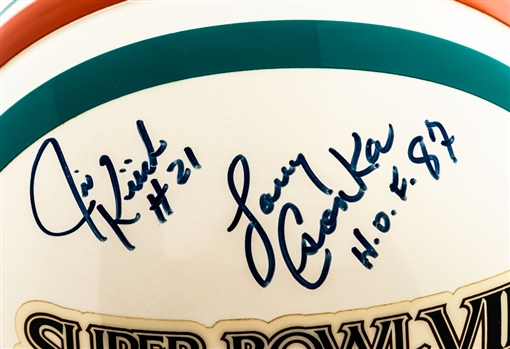 Jim Kiick
#21
Larry
Csonka
H.O.F. 87
SUPER BOWL VII